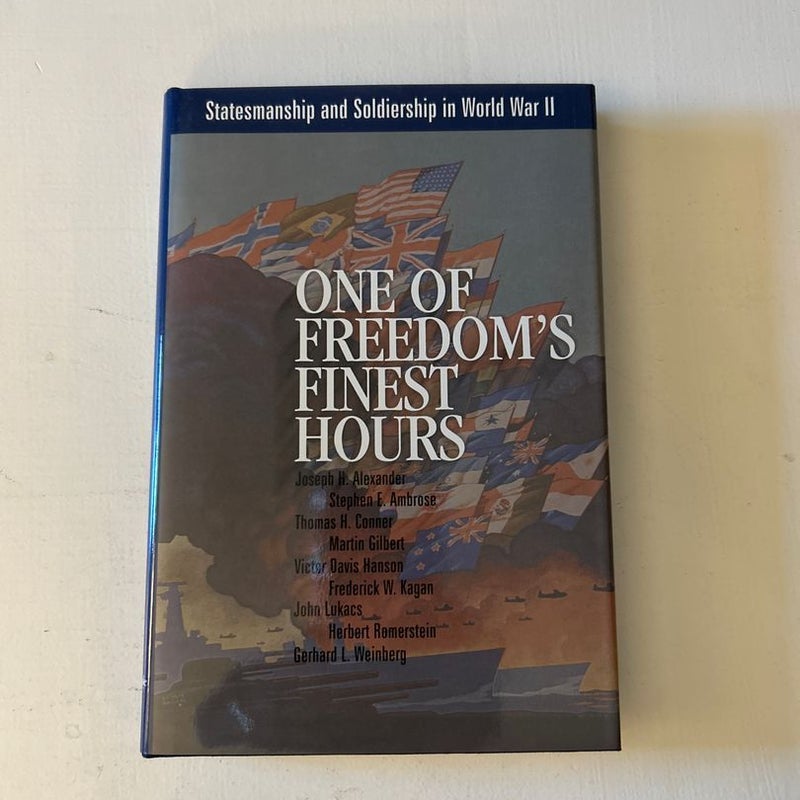 Statesmanship and Soldiership in World War II
ONE OF
FREEDOM'S
FINEST
HOURS
Joseph H. Alexander
Stephen E. Ambrose
Thomas H. Conner
Martin Gilbert
Victor Davis Hanson
Frederick W. Kagan
John Lukacs
Herbert Romerstein
Gerhard L. Weinberg